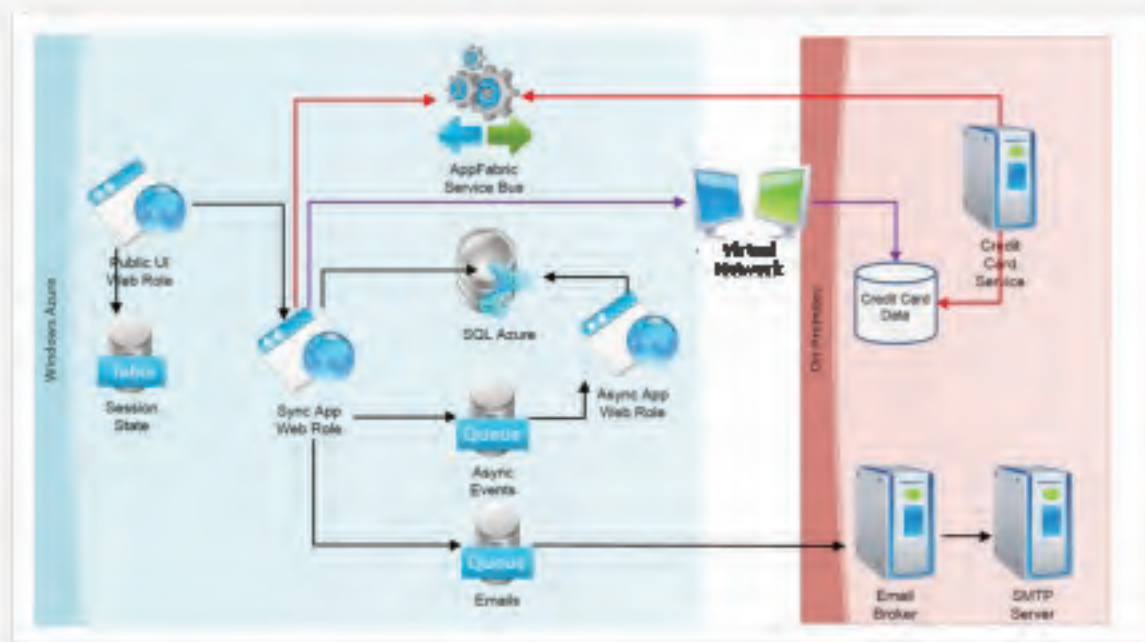 Windows Azure
Public UI
Web Role
Table
Session
State
Sync App
Web Role
AppFabric
Service Bus
SQL Azure
Queue
Async
Events
Queue
Emails
Async App
Web Role
Virtual
Network
On Premises
Credit Card
Data
Credit
Card
Service
Email
Broker
SMTP
Server